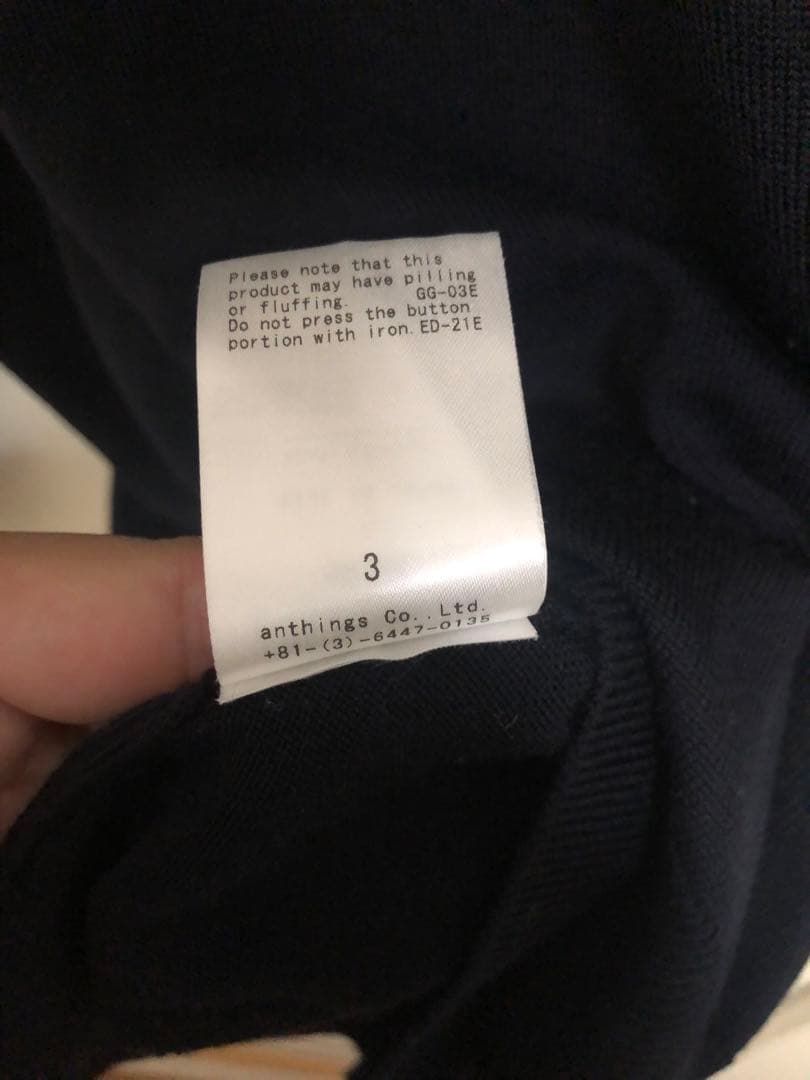 Please note that this
product may have pilling
or fluffing. GG-03E
Do not press the button
portion with iron. ED-21E
3
anthings Co., Ltd.
+81-(3)-6447-0135